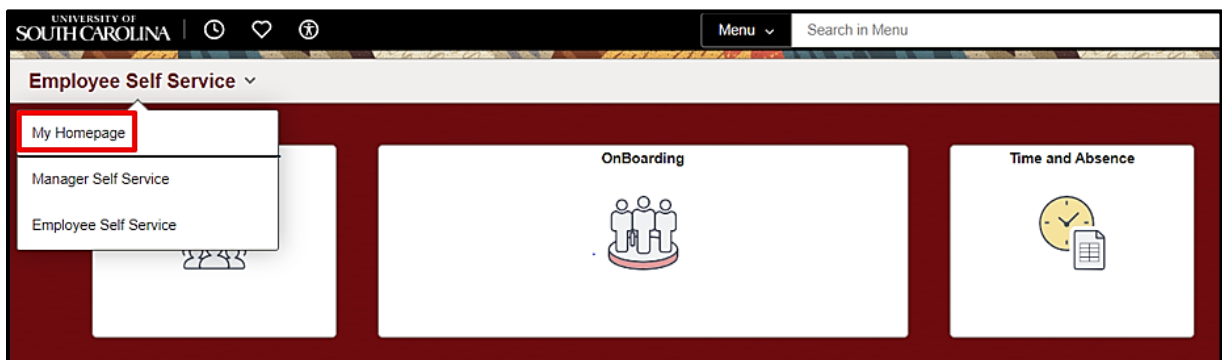 UNIVERSITY OF
SOUTH CAROLINA
Menu
Search in Menu
Employee Self Service
My Homepage
Manager Self Service
Employee Self Service
OnBoarding
Time and Absence